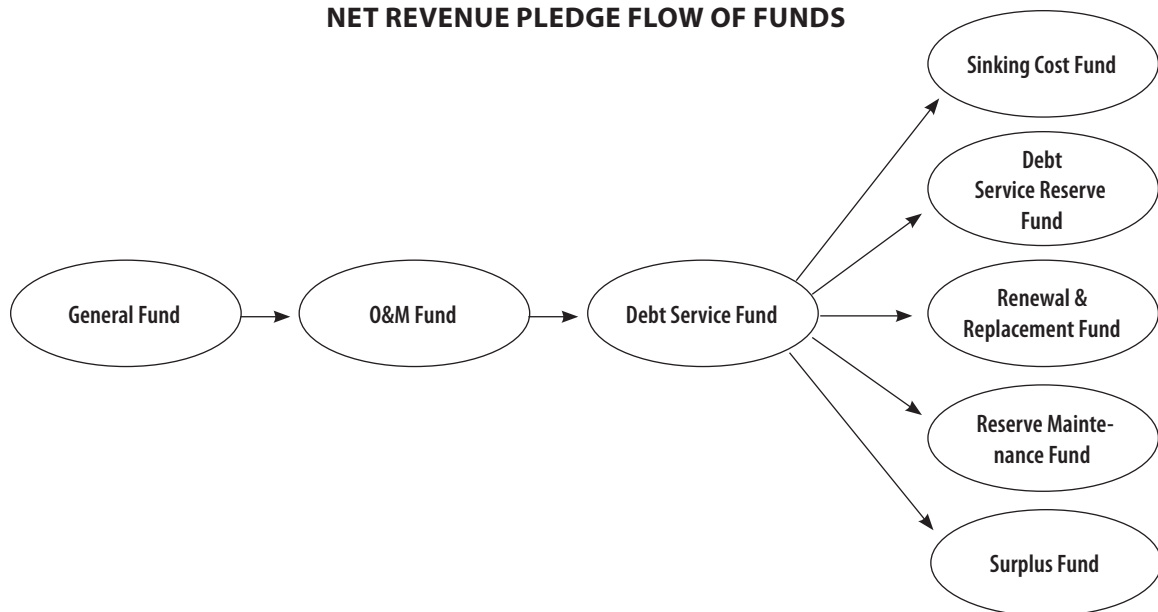 NET REVENUE PLEDGE FLOW OF FUNDS
General Fund
O&M Fund
Debt Service Fund
Sinking Cost Fund
Debt
Service Reserve
Fund
Renewal &
Replacement Fund
Reserve Mainte-
nance Fund
Surplus Fund